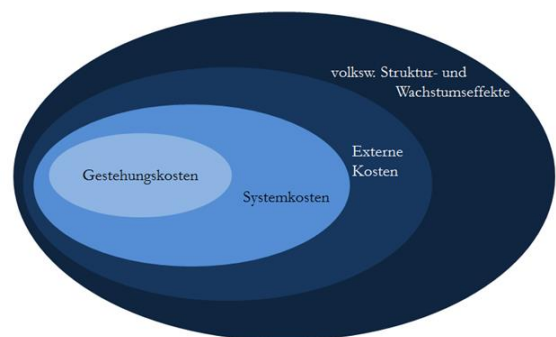 volksw. Struktur- und
Wachstumseffekte
Externe
Kosten
Gestehungskosten
Systemkosten